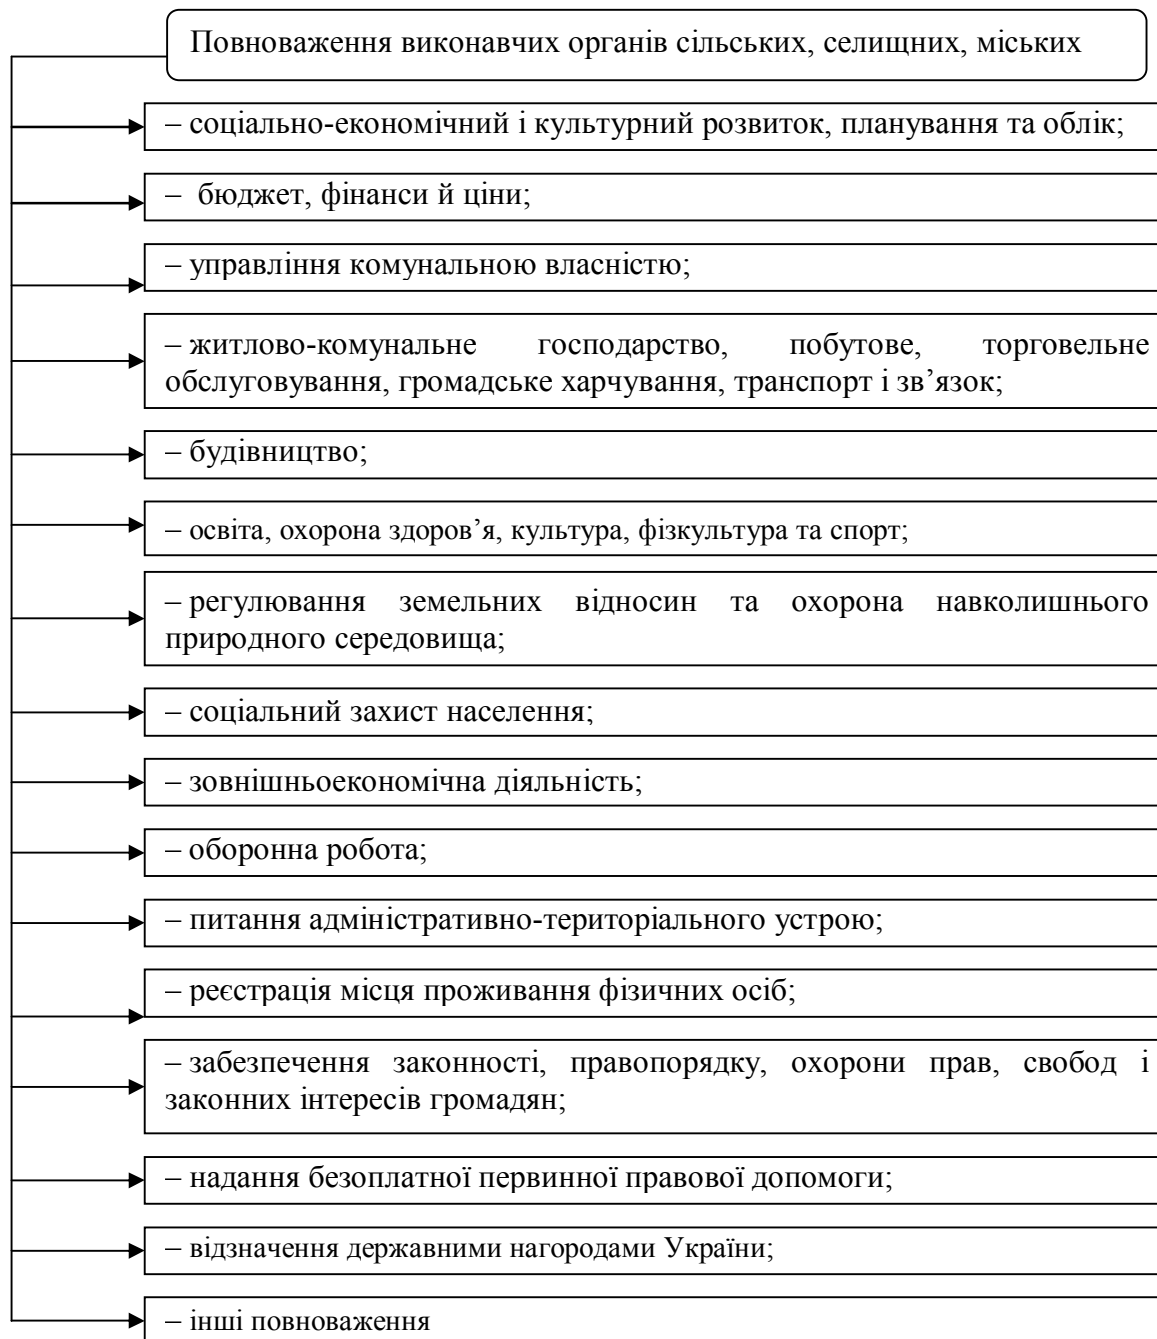 Повноваження виконавчих органів сільських, селищних, міських
– соціально-економічний і культурний розвиток, планування та облік;
– бюджет, фінанси й ціни;
– управління комунальною власністю;
– житлово-комунальне господарство, побутове, торговельне
обслуговування, громадське харчування, транспорт і зв’язок;
– будівництво;
– освіта, охорона здоров’я, культура, фізкультура та спорт;
– регулювання земельних відносин та охорона навколишнього
природного середовища;
– соціальний захист населення;
– зовнішньоекономічна діяльність;
– оборонна робота;
– питання адміністративно-територіального устрою;
– реєстрація місця проживання фізичних осіб;
– забезпечення законності, правопорядку, охорони прав, свобод і
законних інтересів громадян;
– надання безоплатної первинної правової допомоги;
– відзначення державними нагородами України;
– інші повноваження